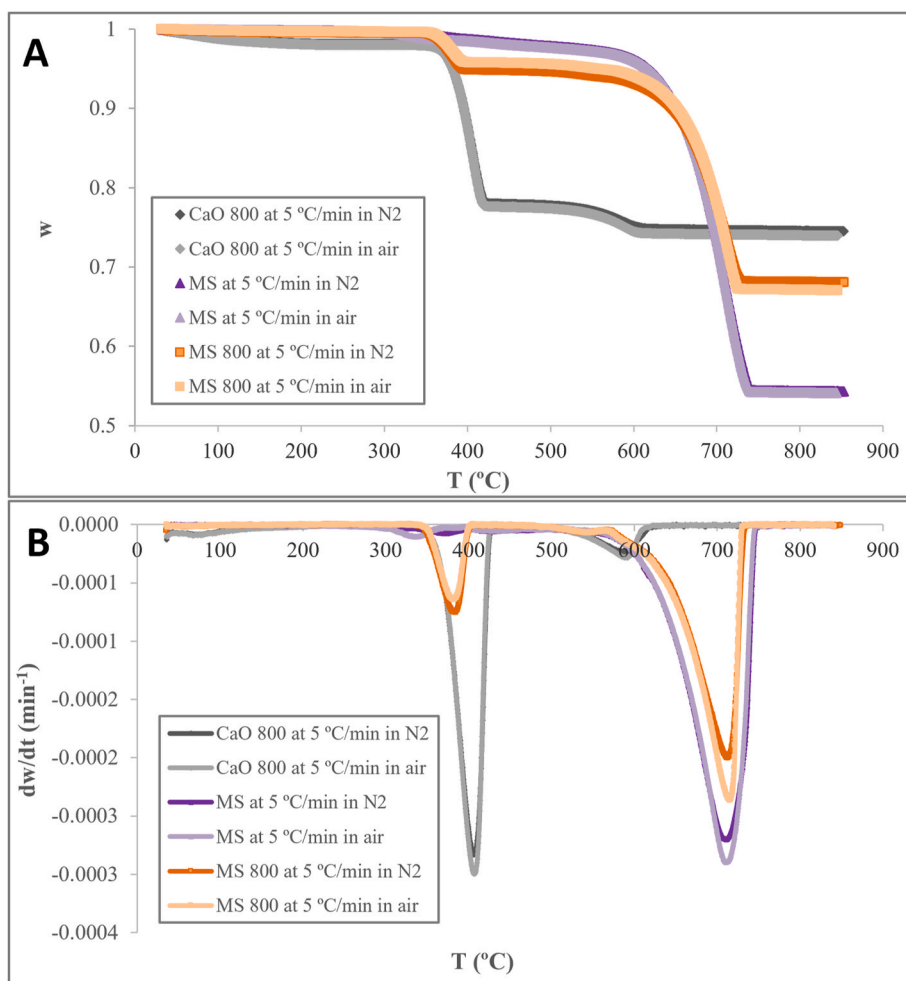 A
1
0.9
0.8
0.7
0.6
0.5
w
CaO 800 at 5 ºC/min in N2
CaO 800 at 5 ºC/min in air
MS at 5 ºC/min in N2
MS at 5 ºC/min in air
MS 800 at 5 ºC/min in N2
MS 800 at 5 ºC/min in air
0 100 200 300 400 500 600 700 800 900
T (ºC)
B
0.0000
-0.0001
-0.0001
-0.0002
-0.0002
-0.0003
-0.0003
-0.0004
dw/dt (min⁻¹)
0 100 200 300 400 500 600 700 800 900
CaO 800 at 5 ºC/min in N2
CaO 800 at 5 ºC/min in air
MS at 5 ºC/min in N2
MS at 5 ºC/min in air
MS 800 at 5 ºC/min in N2
MS 800 at 5 ºC/min in air
T (ºC)